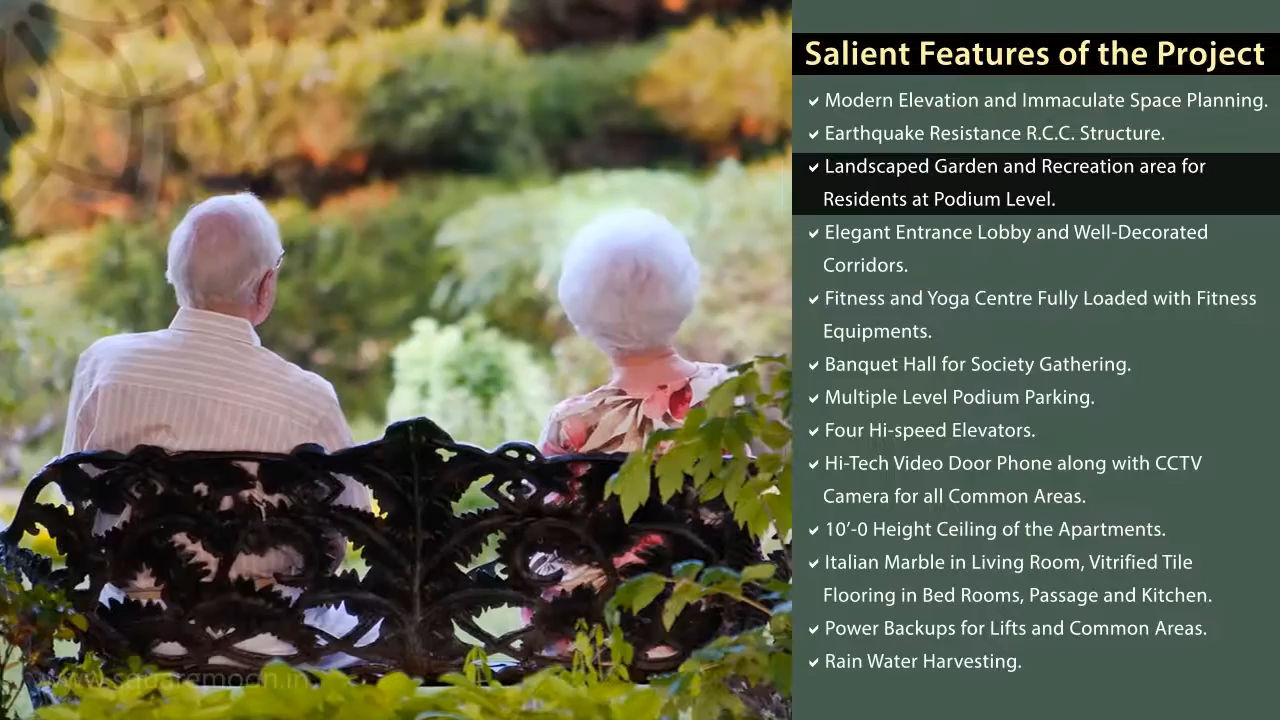 Salient Features of the Project
Modern Elevation and Immaculate Space Planning.
Earthquake Resistance R.C.C. Structure.
Landscaped Garden and Recreation area for
Residents at Podium Level.
Elegant Entrance Lobby and Well-Decorated
Corridors.
Fitness and Yoga Centre Fully Loaded with Fitness
Equipments.
Banquet Hall for Society Gathering.
Multiple Level Podium Parking.
Four Hi-speed Elevators.
Hi-Tech Video Door Phone along with CCTV
Camera for all Common Areas.
10’-0 Height Ceiling of the Apartments.
Italian Marble in Living Room, Vitrified Tile
Flooring in Bed Rooms, Passage and Kitchen.
Power Backups for Lifts and Common Areas.
Rain Water Harvesting.
www.squaremoon.in